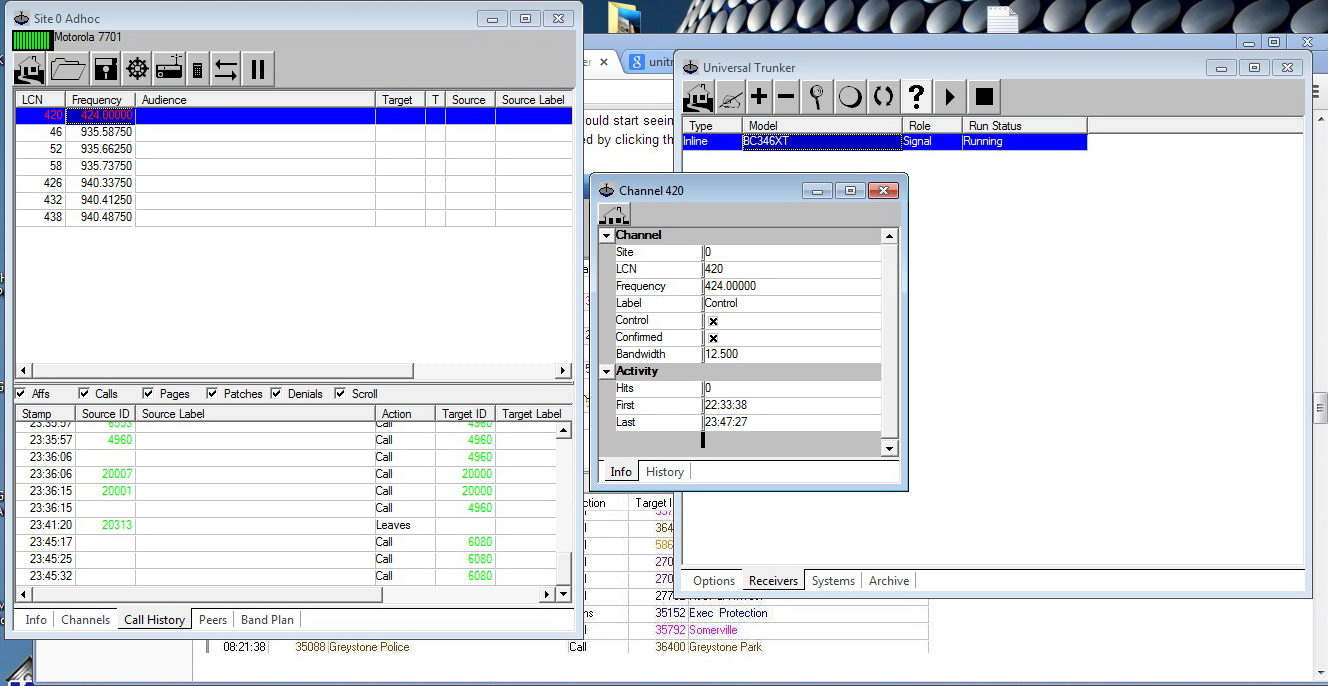 Site 0 Adhoc
Motorola 7701
LCN Frequency Audience Target T Source Source Label
420 424.00000
46 935.58750
52 935.66250
58 935.73750
426 940.33750
432 940.41250
438 940.48750
Affs Calls Pages Patches Denials Scroll
Stamp Source ID Source Label Action Target ID Target Label
23:35:57 6553 Call 4960
23:35:57 4960 Call 4960
23:36:06 Call 4960
23:36:06 20007 Call 20000
23:36:15 20001 Call 20000
23:36:15 Call 4960
23:41:20 20313 Leaves
23:45:17 Call 6080
23:45:25 Call 6080
23:45:32 Call 6080
Info Channels Call History Peers Band Plan
8 unitr
ould start seein
ed by clicking th
Universal Trunker
?
Type Model Role Run Status
Inline BC346XT Signal Running
Channel 420
Channel
Site 0
LCN 420
Frequency 424.00000
Label Control
Control
Confirmed
Bandwidth 12.500
Activity
Hits 0
First 22:33:38
Last 23:47:27
Info History
Options Receivers Systems Archive
ction Target I
364
586
270
270
277
ns 35152 Exec Protection
35792 Somerville
08:21:38 35088 Greystone Police Call 36400 Greystone Park